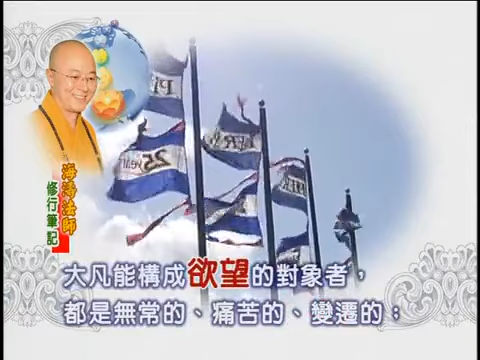 海濤法師
修行筆記
大凡能構成欲望的對象者，
都是無常的、痛苦的、變遷的：
25